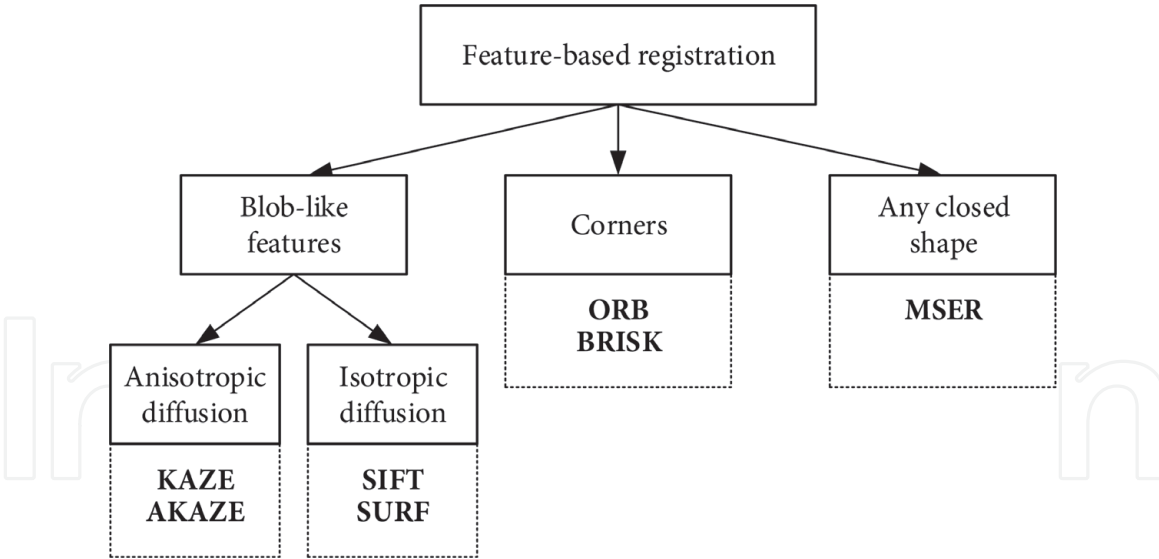 Feature-based registration
Blob-like
features
Corners
Any closed
shape
ORB
BRISK
MSER
Anisotropic
diffusion
Isotropic
diffusion
KAZE
AKAZE
SIFT
SURF